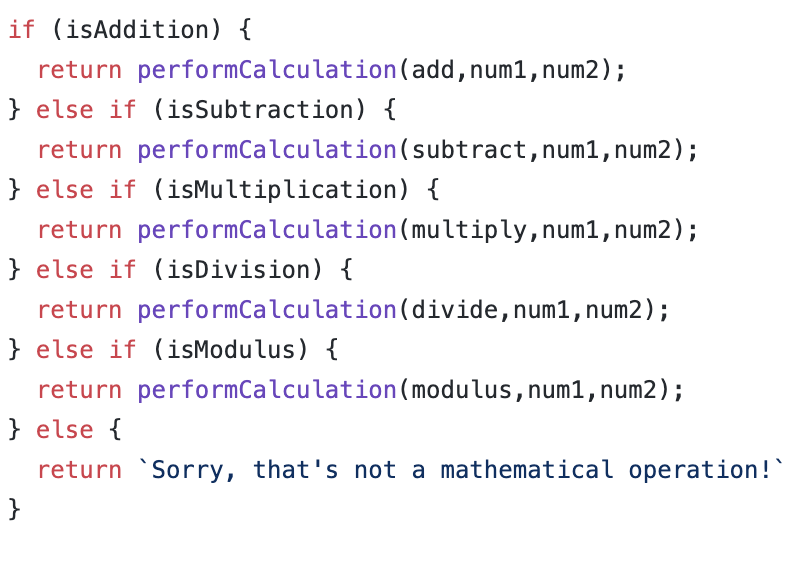 if (isAddition) {
  return performCalculation(add,num1,num2);
} else if (isSubtraction) {
  return performCalculation(subtract,num1,num2);
} else if (isMultiplication) {
  return performCalculation(multiply,num1,num2);
} else if (isDivision) {
  return performCalculation(divide,num1,num2);
} else if (isModulus) {
  return performCalculation(modulus,num1,num2);
} else {
  return `Sorry, that's not a mathematical operation!`
}